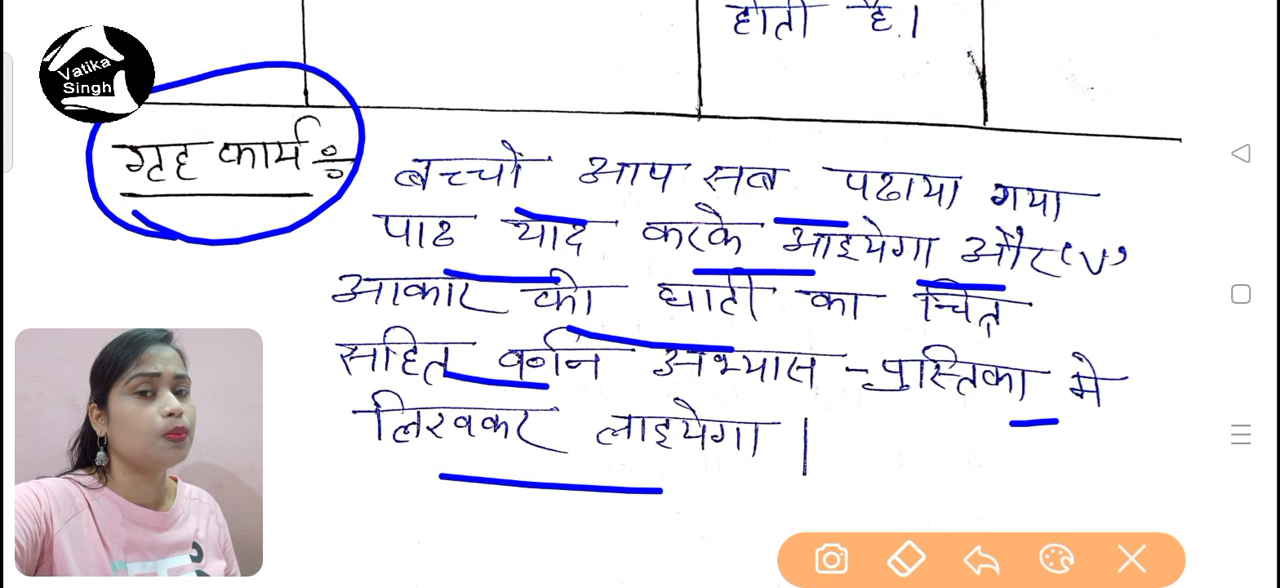 होती है।
Vatika
Singh
गृह कार्य ÷
बच्चों आप सब पढाया गया
पाठ याद करके आइयेगा और 'V'
आकार की घाटी का चित्र
सहित वर्णन अभ्यास - पुस्तिका मे
लिखकर लाइयेगा |